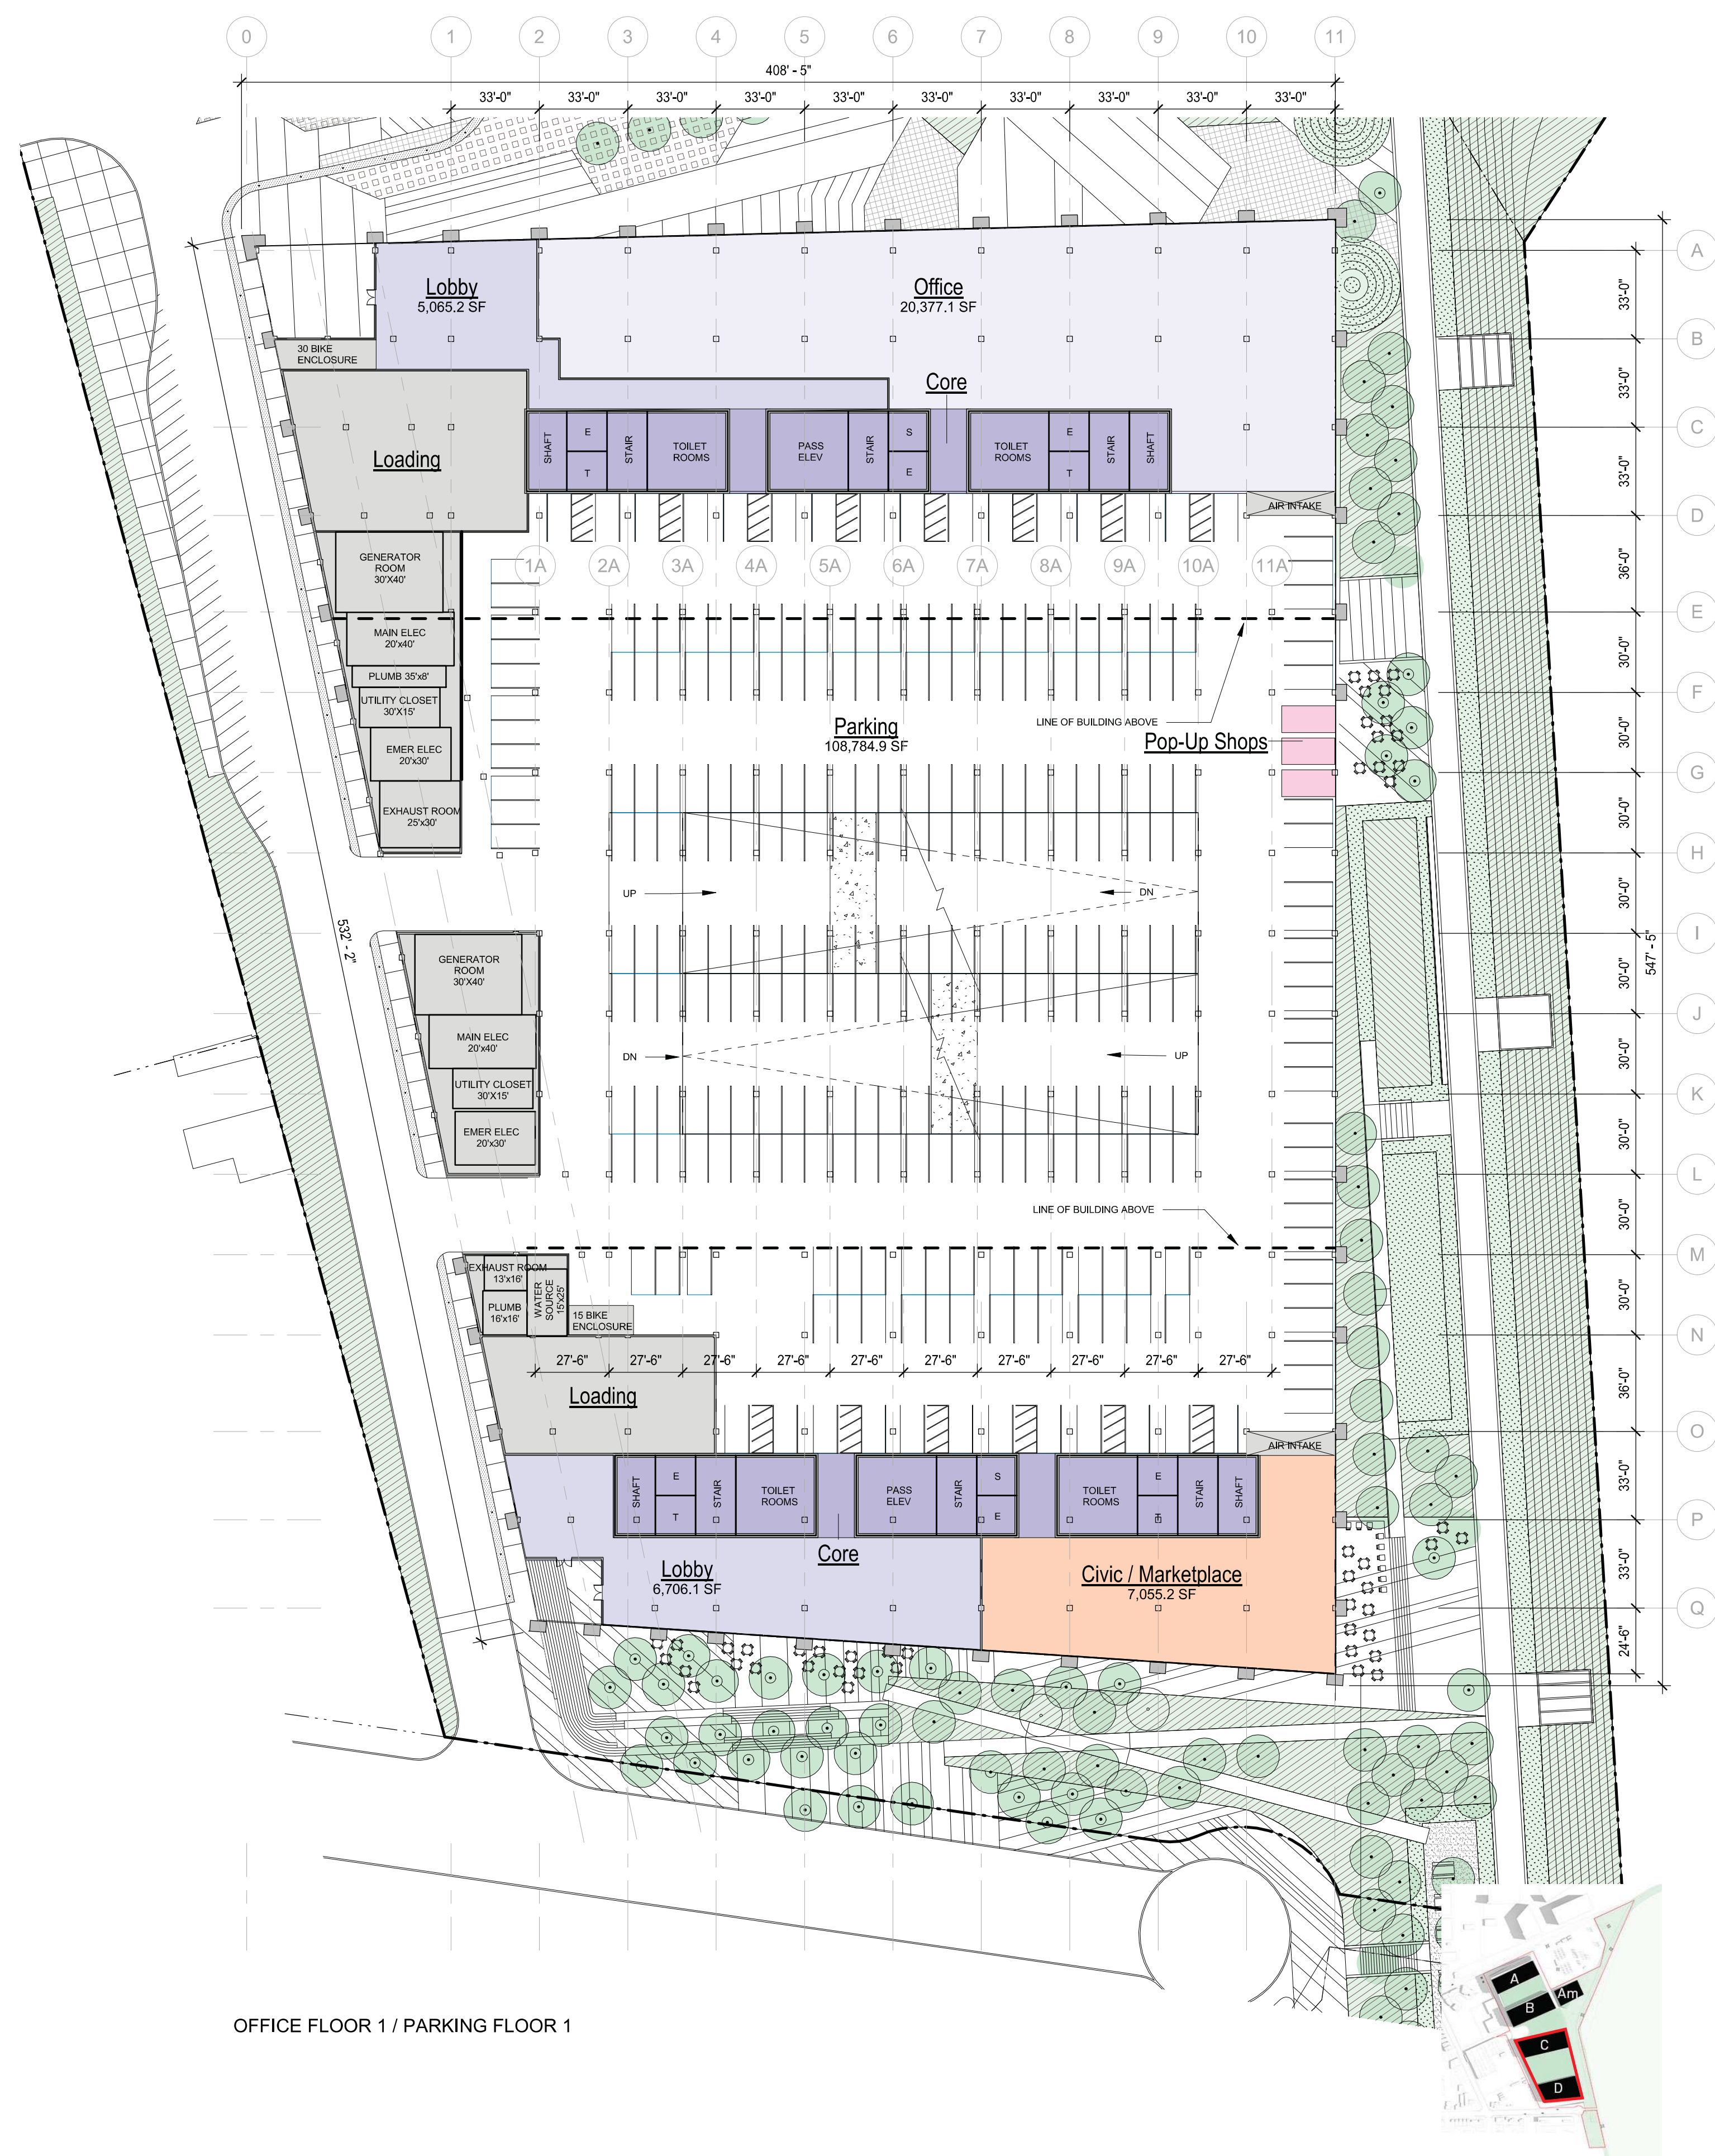 0 1 2 3 4 5 6 7 8 9 10 11
408' - 5"
33'-0" 33'-0" 33'-0" 33'-0" 33'-0" 33'-0" 33'-0" 33'-0" 33'-0" 33'-0"
A
Lobby
5,065.2 SF
Office
20,377.1 SF
33'-0"
B
30 BIKE
ENCLOSURE
Core
33'-0"
C
SHAFT
E
T
STAIR
TOILET
ROOMS
PASS
ELEV
STAIR
S
E
TOILET
ROOMS
E
T
STAIR
SHAFT
Loading
33'-0"
AIR INTAKE
D
GENERATOR
ROOM
30'X40'
1A 2A 3A 4A 5A 6A 7A 8A 9A 10A 11A
36'-0"
E
MAIN ELEC
20'x40'
30'-0"
PLUMB 35'x8'
F
UTILITY CLOSET
30'X15'
LINE OF BUILDING ABOVE
Parking
108,784.9 SF
Pop-Up Shops
30'-0"
EMER ELEC
20'x30'
G
EXHAUST ROOM
25'x30'
30'-0"
H
UP
DN
30'-0"
532' - 2"
I
547' - 5"
GENERATOR
ROOM
30'X40'
30'-0"
J
MAIN ELEC
20'x40'
DN
UP
30'-0"
UTILITY CLOSET
30'X15'
K
EMER ELEC
20'x30'
30'-0"
L
LINE OF BUILDING ABOVE
30'-0"
M
EXHAUST ROOM
13'x16'
WATER
SOURCE
15'x25'
PLUMB
16'x16'
15 BIKE
ENCLOSURE
30'-0"
N
27'-6" 27'-6" 27'-6" 27'-6" 27'-6" 27'-6" 27'-6" 27'-6" 27'-6" 27'-6"
Loading
36'-0"
O
AIR INTAKE
SHAFT
E
T
STAIR
TOILET
ROOMS
PASS
ELEV
STAIR
S
E
TOILET
ROOMS
E
STAIR
SHAFT
33'-0"
P
Core
Lobby
6,706.1 SF
Civic / Marketplace
7,055.2 SF
33'-0"
Q
24'-6"
A
Am
B
C
D
OFFICE FLOOR 1 / PARKING FLOOR 1